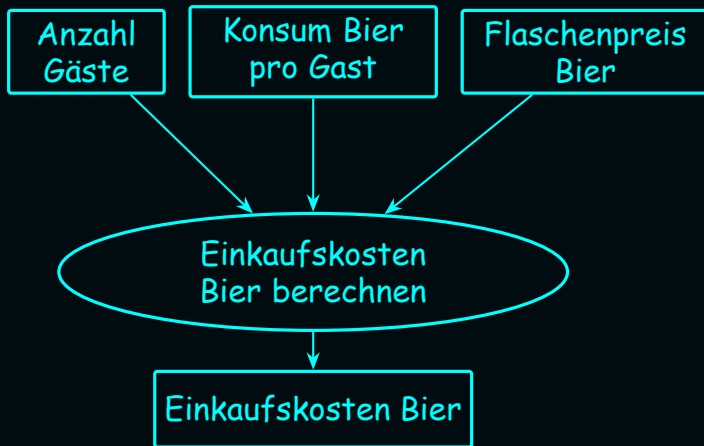 Anzahl
Gäste
Konsum Bier
pro Gast
Flaschenpreis
Bier
Einkaufskosten
Bier berechnen
Einkaufskosten Bier